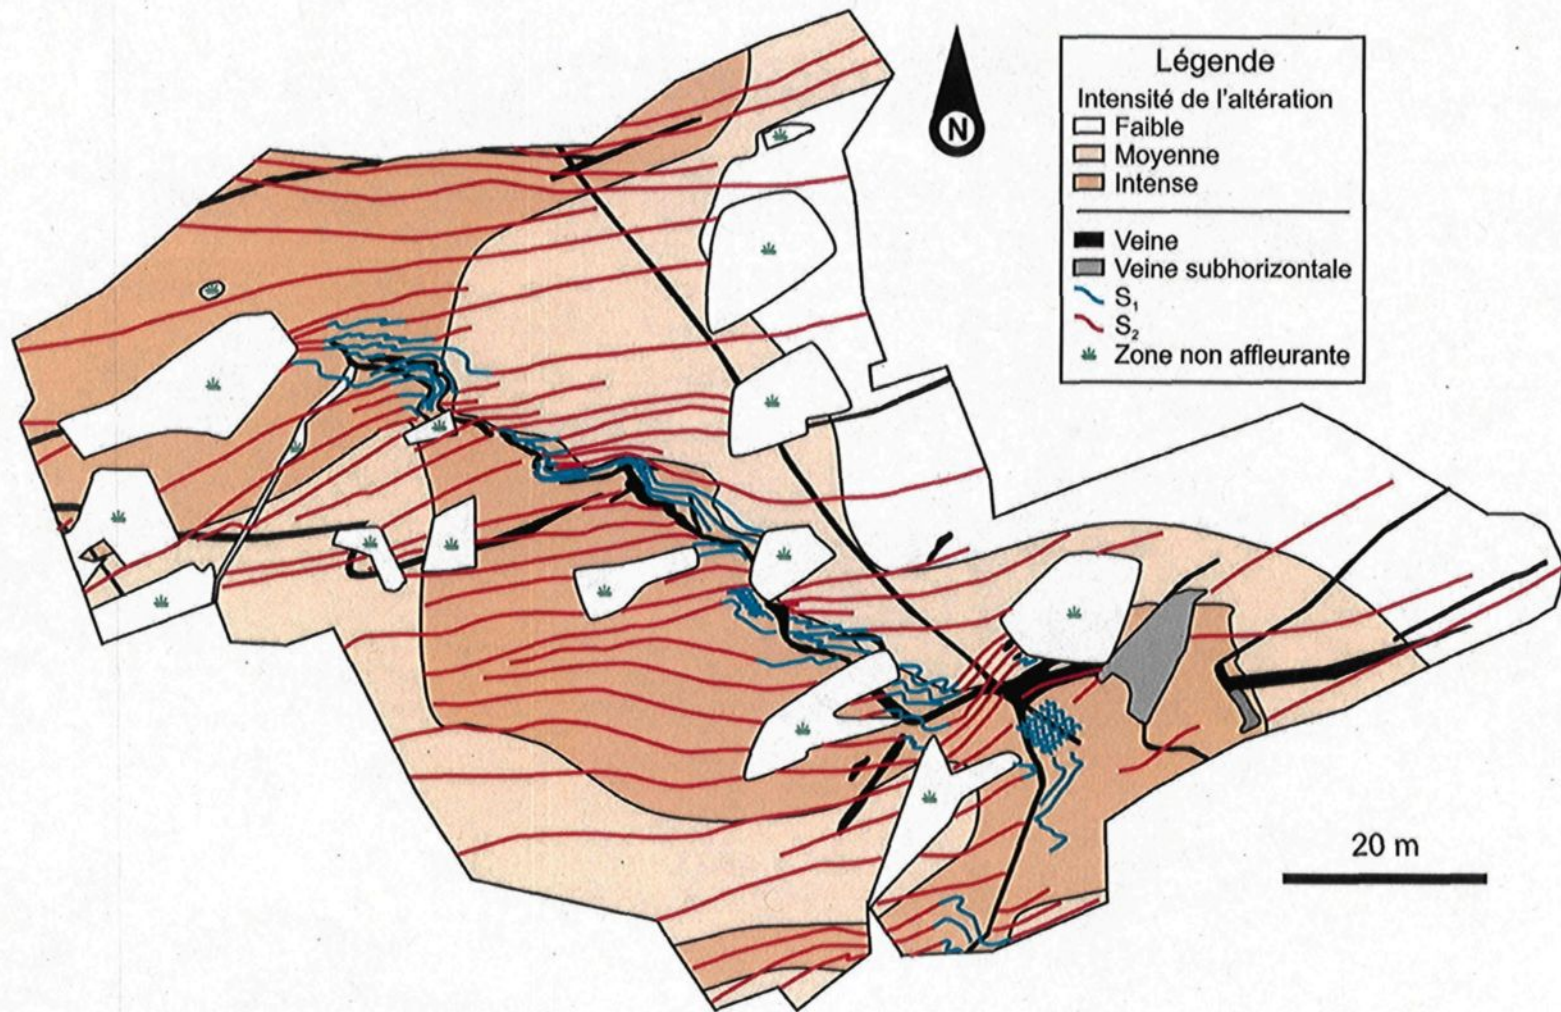 N
Légende
Intensité de l'altération
Faible
Moyenne
Intense
Veine
Veine subhorizontale
S₁
S₂
Zone non affleurante
20 m